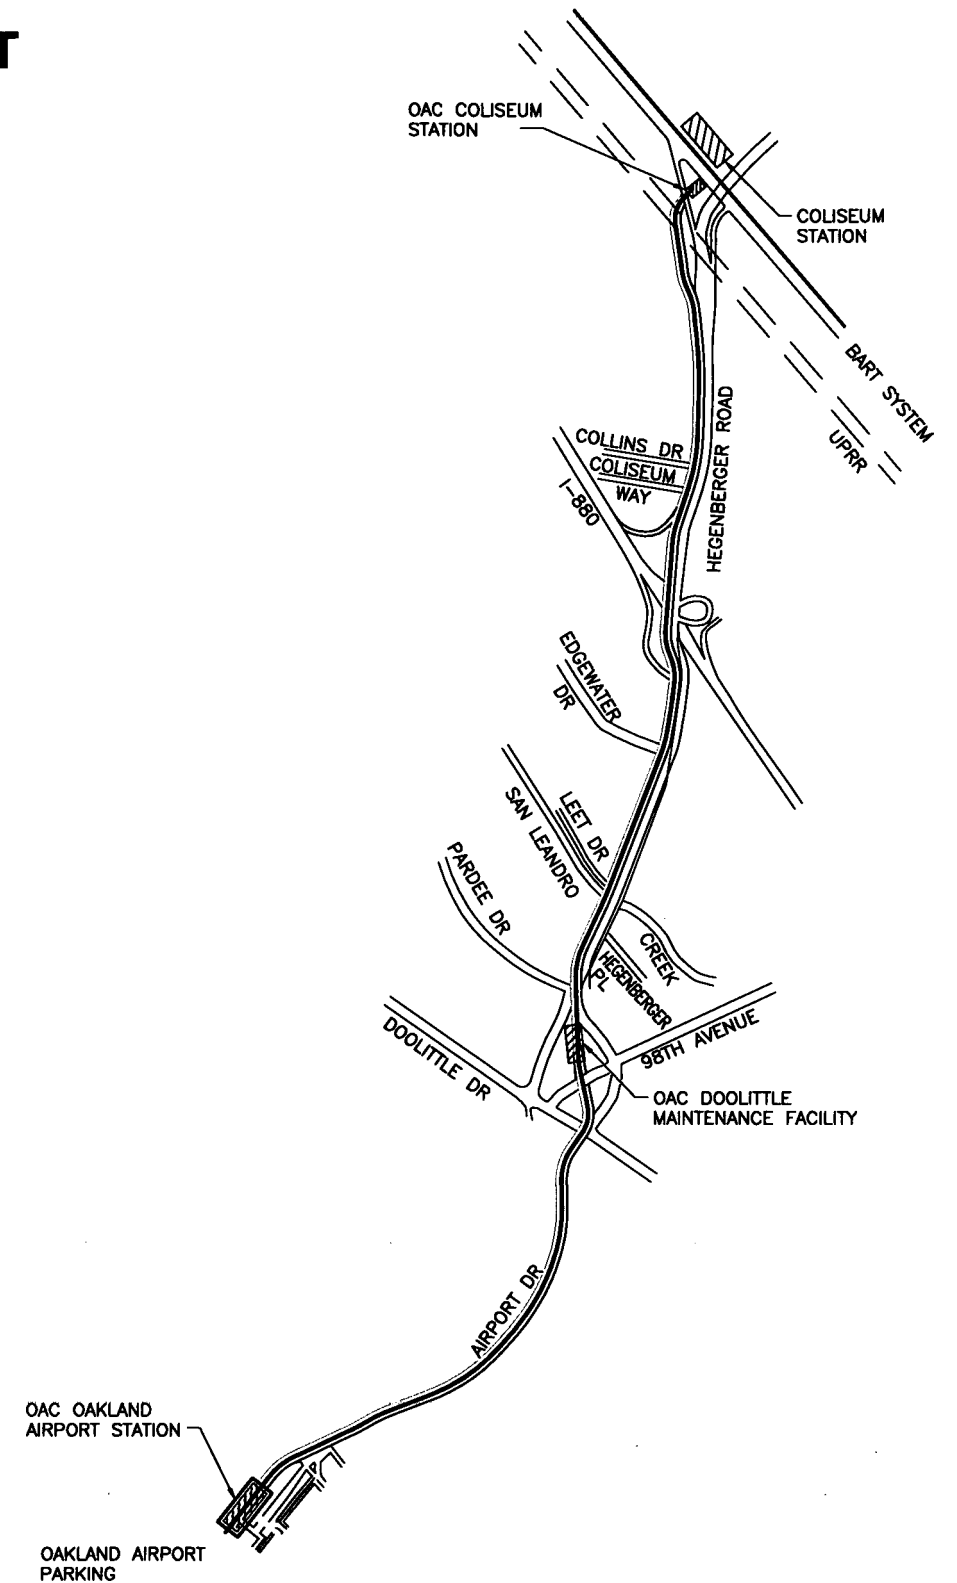 T
OAC COLISEUM
STATION
COLISEUM
STATION
BART SYSTEM
UPRR
HEGENBERGER ROAD
COLLINS DR
COLISEUM
WAY
I-880
EDGEWATER
DR
LEET DR
SAN LEANDRO
PARDEE DR
CREEK
HEGENBERGER
PL
98TH AVENUE
DOOLITTLE DR
OAC DOOLITTLE
MAINTENANCE FACILITY
AIRPORT DR
OAC OAKLAND
AIRPORT STATION
OAKLAND AIRPORT
PARKING